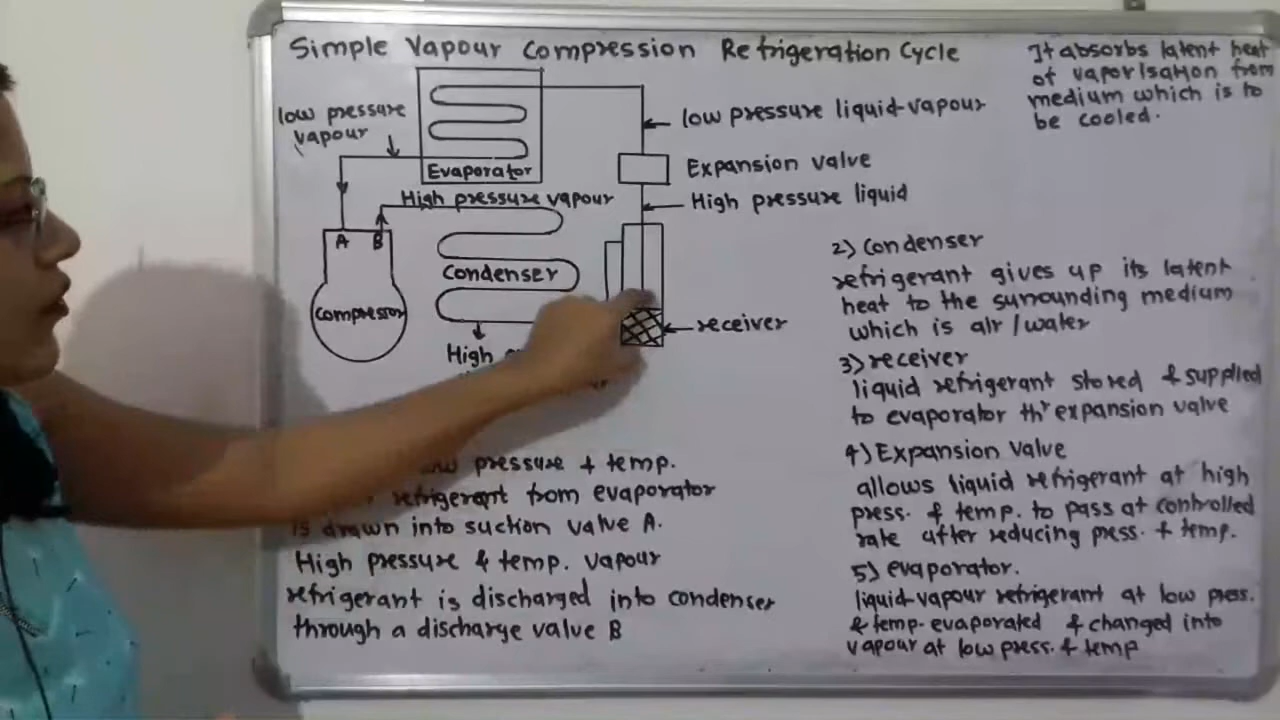 Simple Vapour Compression Refrigeration Cycle
low pressure
vapour
Evaporator
low pressure liquid-vapour
Expansion valve
High pressure liquid
High pressure vapour
A B
Compressor
Condenser
receiver
High
pressure & temp.
refrigerant from evaporator
is drawn into suction valve A.
High pressure & temp. vapour
refrigerant is discharged into condenser
through a discharge valve B
It absorbs latent heat
of vaporisation from
medium which is to
be cooled.
2) Condenser
refrigerant gives up its latent
heat to the surrounding medium
which is air/water
3) receiver
liquid refrigerant stored & supplied
to evaporator thr expansion valve
4) Expansion Valve
allows liquid refrigerant at high
press. & temp. to pass at controlled
rate after reducing press. & temp.
5) evaporator.
liquid-vapour refrigerant at low press.
& temp. evaporated & changed into
vapour at low press. & temp